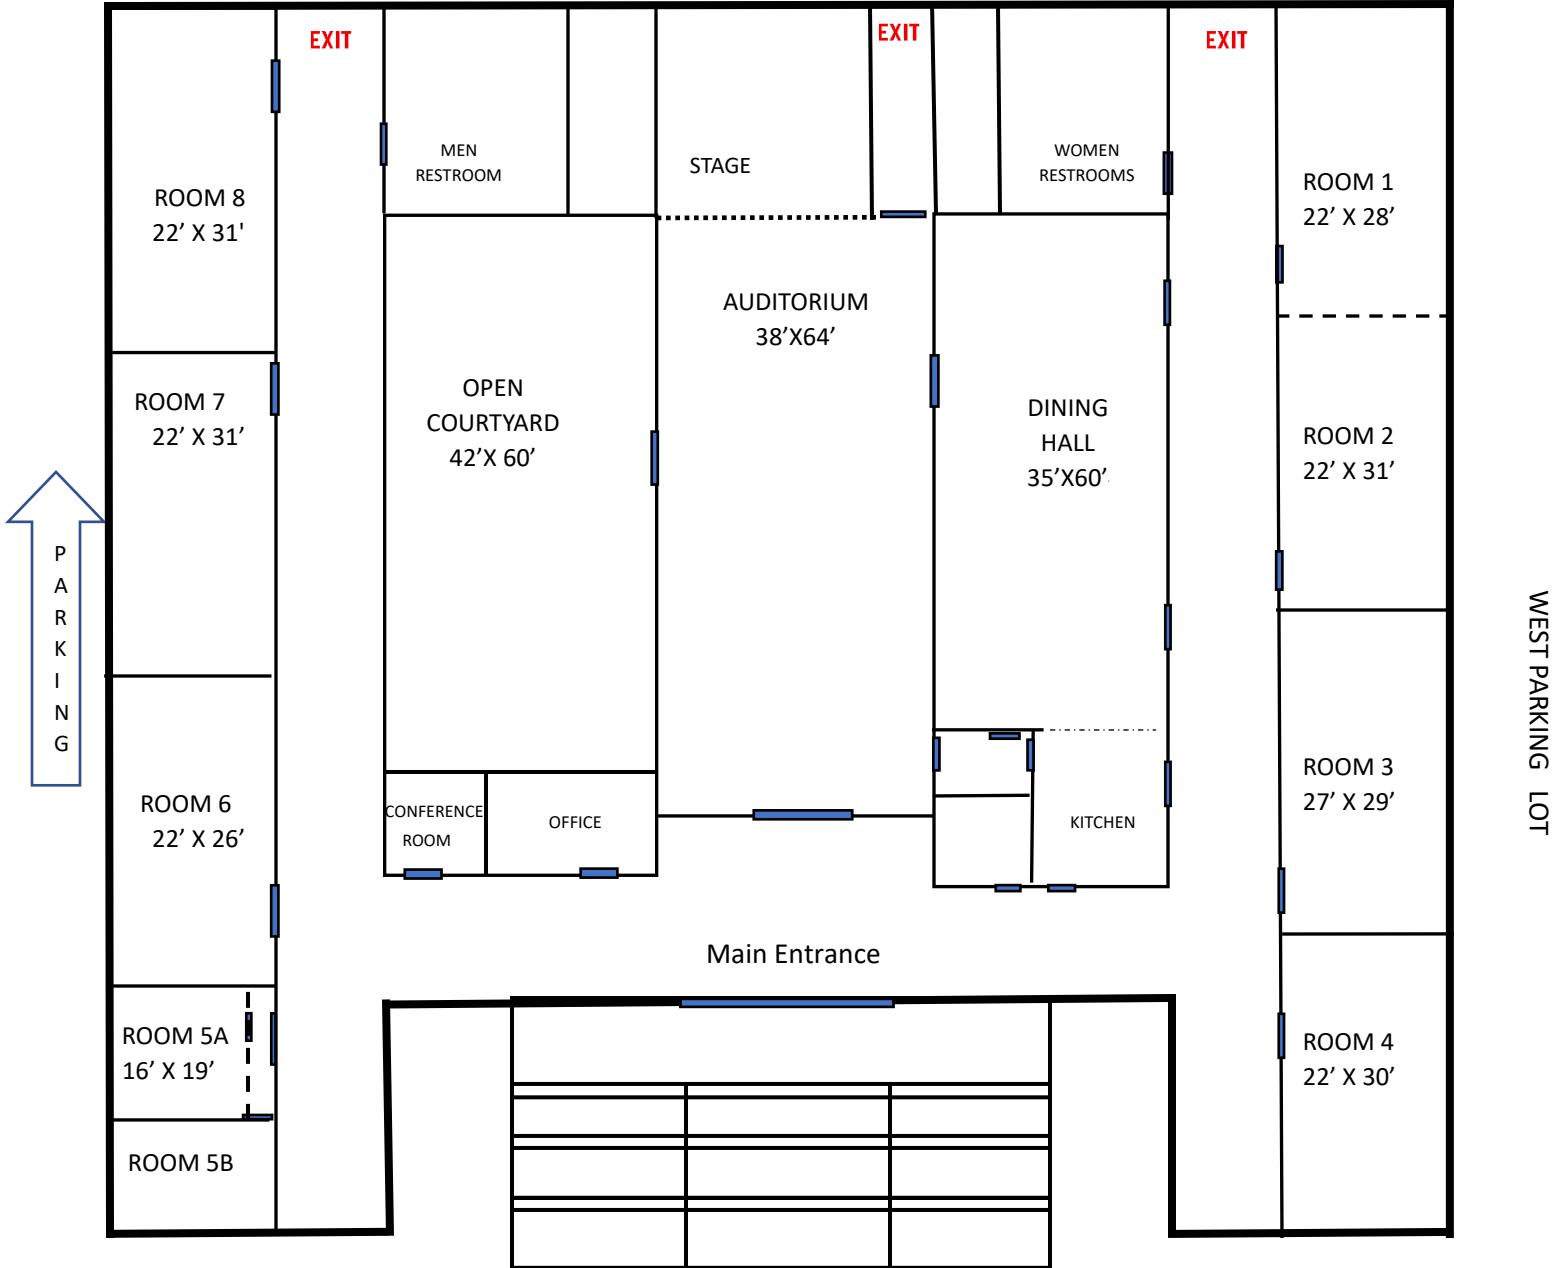 EXIT
EXIT
EXIT
MEN
RESTROOM
STAGE
WOMEN
RESTROOMS
ROOM 8
22’ X 31'
ROOM 1
22’ X 28’
AUDITORIUM
38’X64’
ROOM 7
22’ X 31’
OPEN
COURTYARD
42’X 60’
DINING
HALL
35’X60’
ROOM 2
22’ X 31’
PARKING
WEST PARKING LOT
ROOM 6
22’ X 26’
CONFERENCE
ROOM
OFFICE
KITCHEN
ROOM 3
27’ X 29’
Main Entrance
ROOM 5A
16’ X 19’
ROOM 4
22’ X 30’
ROOM 5B